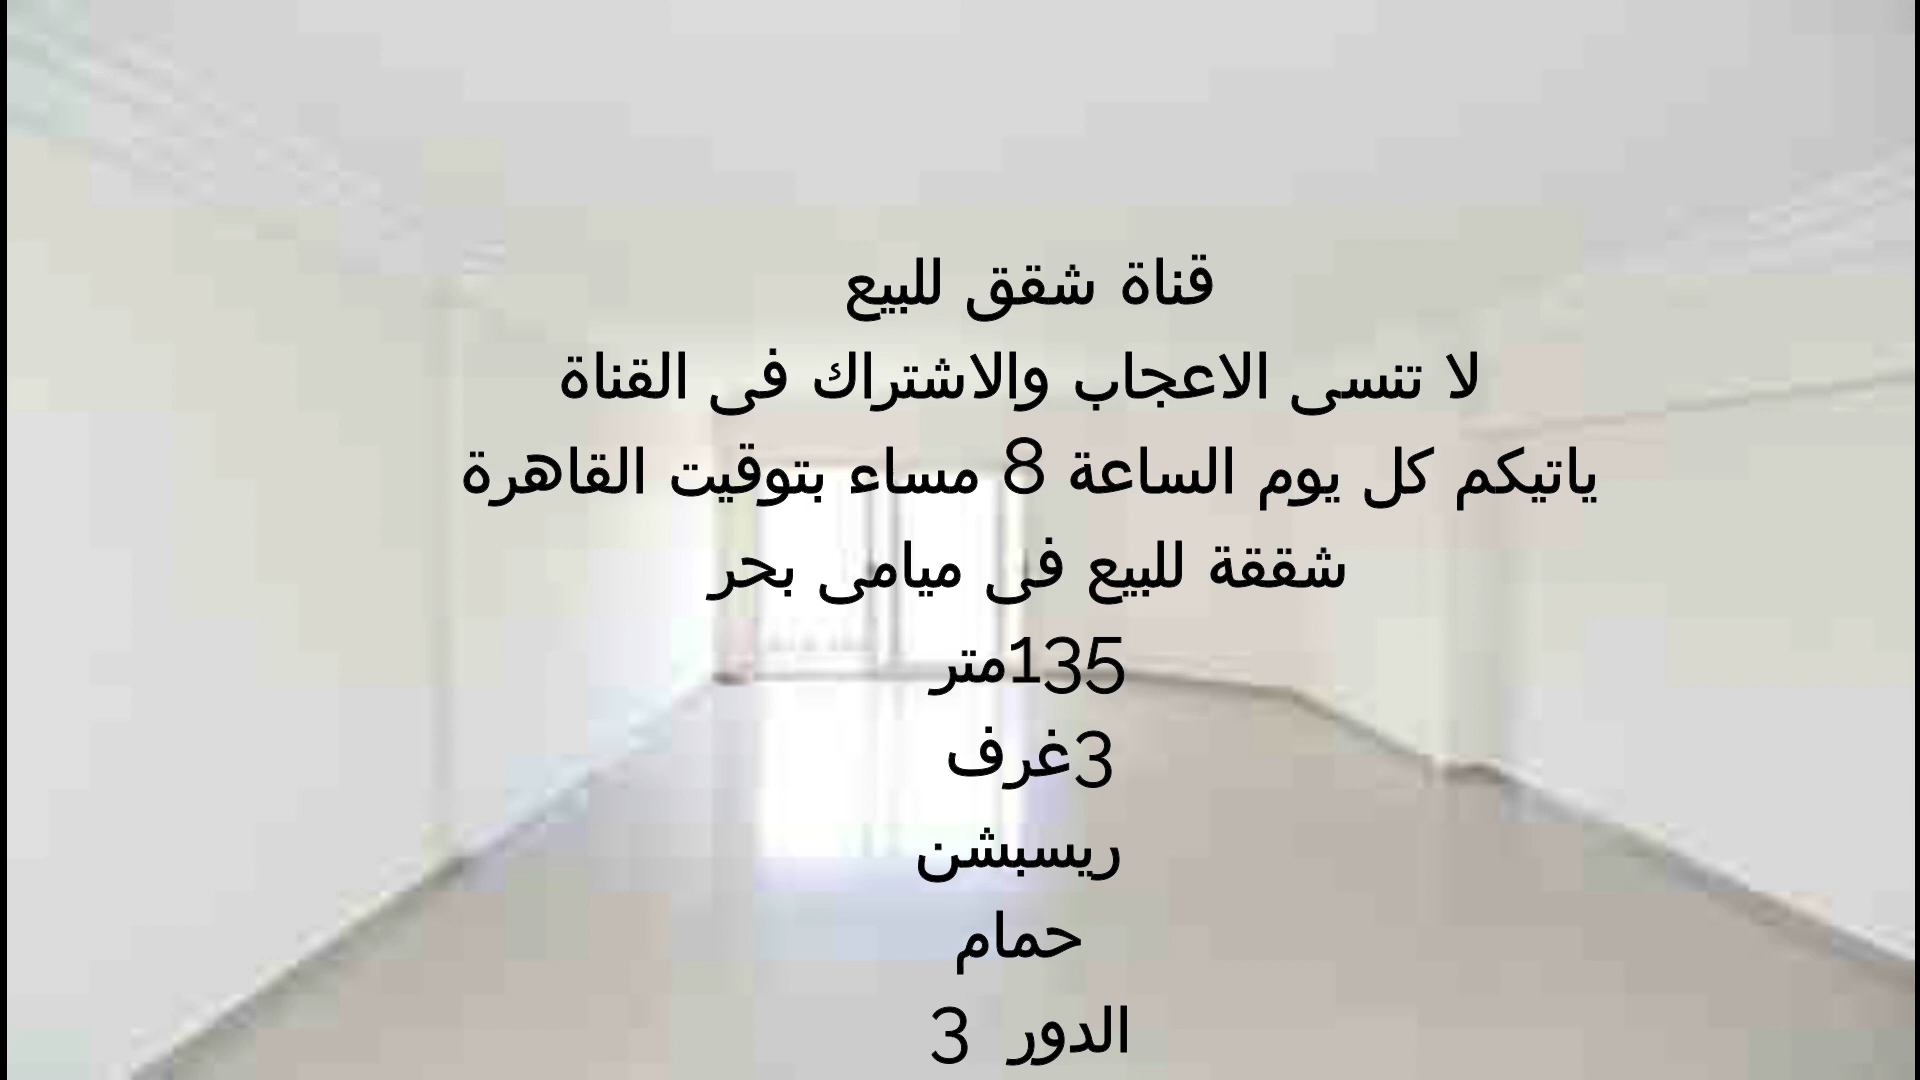 قناة شقق للبيع
لا تنسى الاعجاب والاشتراك فى القناة
ياتيكم كل يوم الساعة 8 مساء بتوقيت القاهرة
شققة للبيع فى ميامى بحر
135متر
3غرف
ريسبشن
حمام
الدور 3